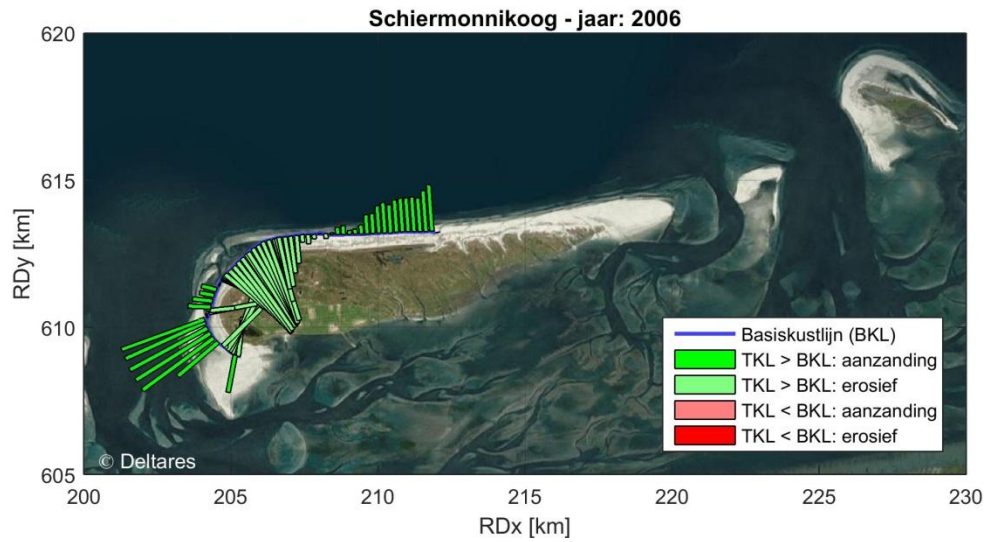 Schiermonnikoog - jaar: 2006
620
615
610
605
RDy [km]
Basiskustlijn (BKL)
TKL > BKL: aanzanding
TKL > BKL: erosief
TKL < BKL: aanzanding
TKL < BKL: erosief
© Deltares
200
205
210
215
220
225
230
RDx [km]